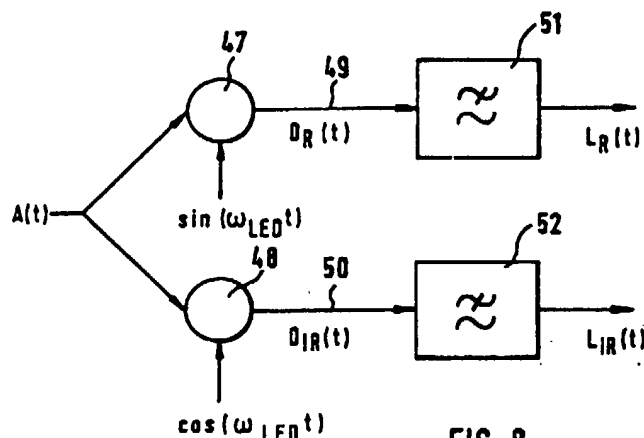 47
49
51
D_R(t)
L_R(t)
A(t)
sin(ω_LED t)
48
50
52
D_IR(t)
L_IR(t)
cos(ω_LED t)